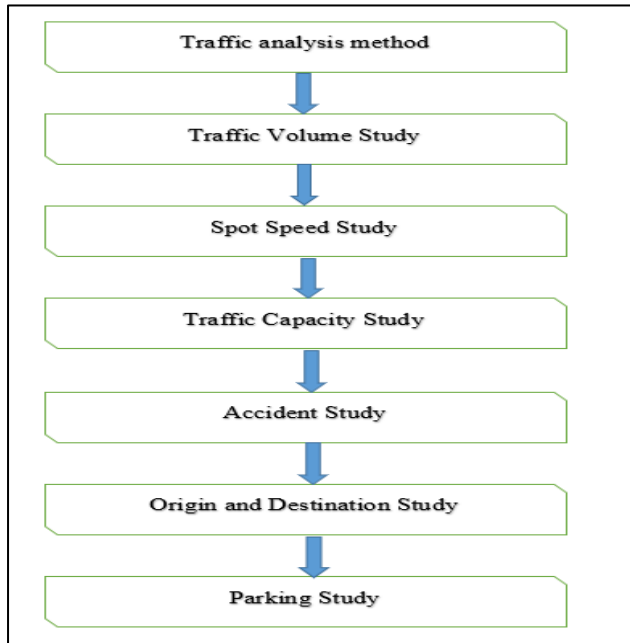 Traffic analysis method
Traffic Volume Study
Spot Speed Study
Traffic Capacity Study
Accident Study
Origin and Destination Study
Parking Study